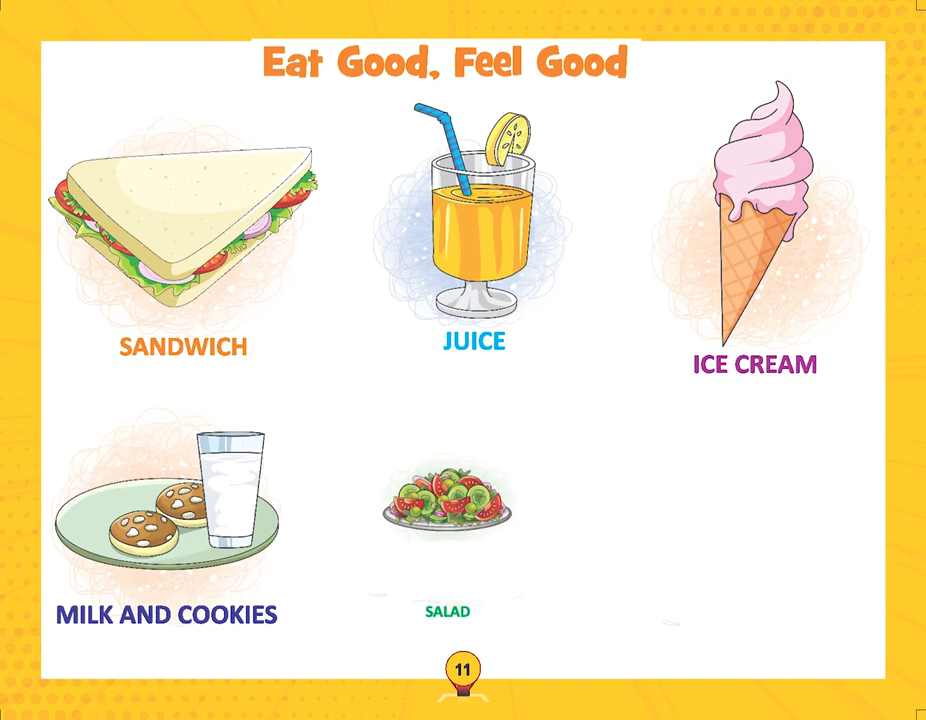 Eat Good, Feel Good
SANDWICH
JUICE
ICE CREAM
MILK AND COOKIES
SALAD
11